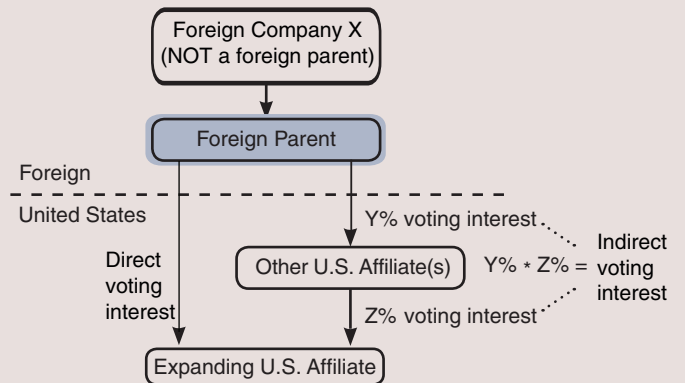 Foreign Company X
(NOT a foreign parent)
Foreign Parent
Foreign
United States
Y% voting interest
Direct
voting
interest
Other U.S. Affiliate(s)
Y% * Z% =
Indirect
voting
interest
Z% voting interest
Expanding U.S. Affiliate